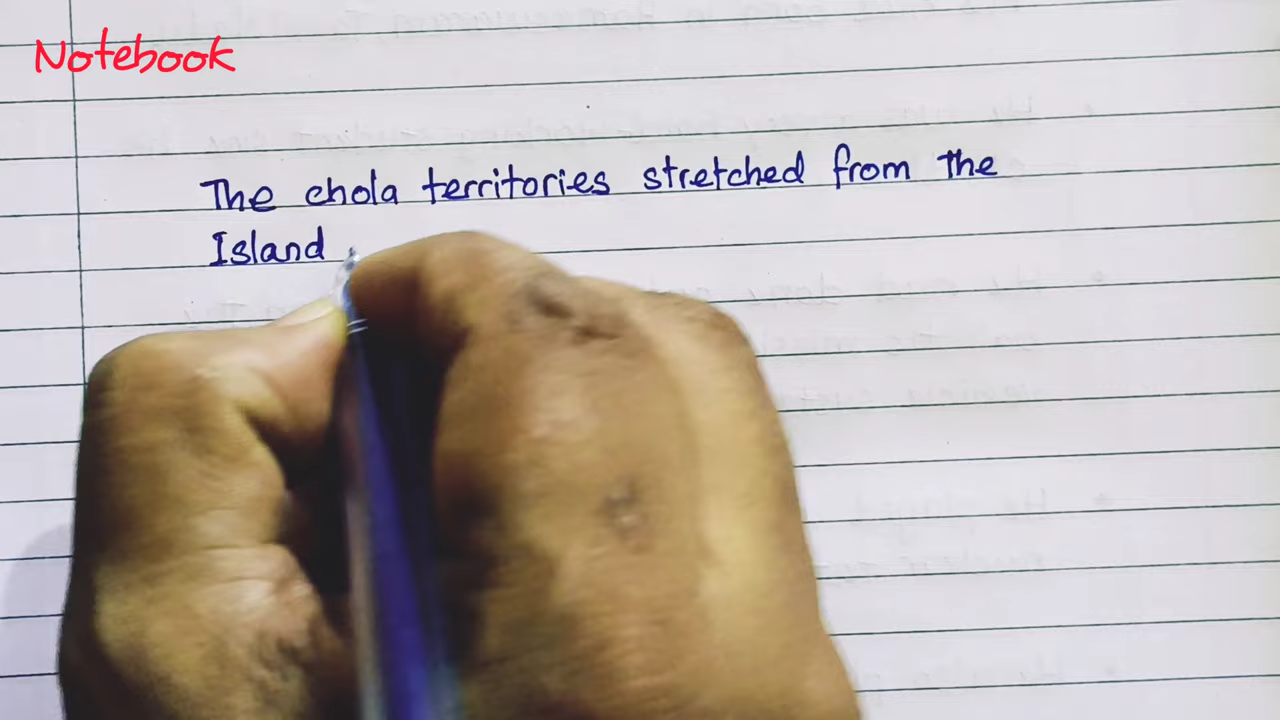 Notebook
The chola territories stretched from the
Island